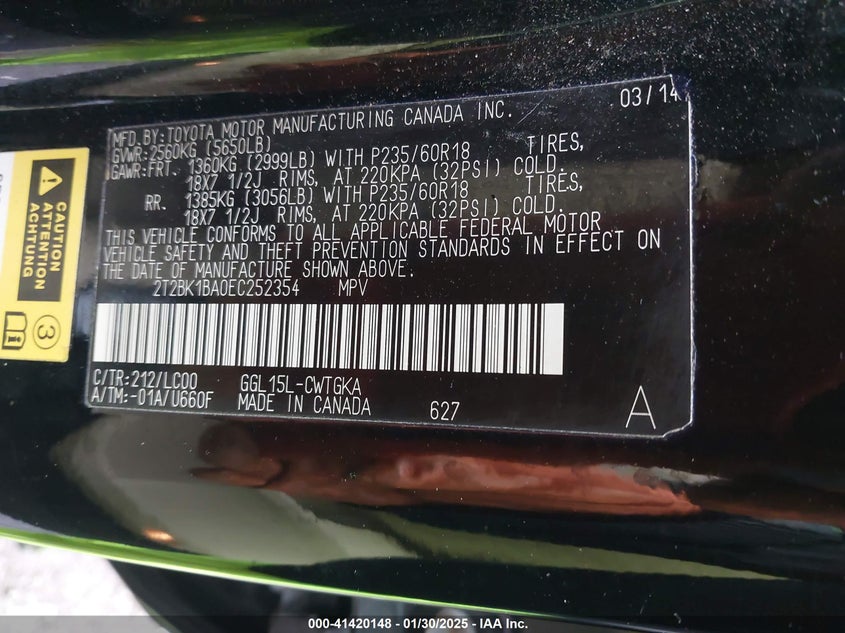 MFD.BY:TOYOTA MOTOR MANUFACTURING CANADA INC. 03/14
GVWR:2560KG (5650LB)
GAWR:FRT. 1360KG (2999LB) WITH P235/60R18 TIRES,
18X7 1/2J RIMS, AT 220KPA (32PSI) COLD.
RR. 1385KG (3056LB) WITH P235/60R18 TIRES,
18X7 1/2J RIMS, AT 220KPA (32PSI) COLD.
THIS VEHICLE CONFORMS TO ALL APPLICABLE FEDERAL MOTOR
VEHICLE SAFETY AND THEFT PREVENTION STANDARDS IN EFFECT ON
THE DATE OF MANUFACTURE SHOWN ABOVE.
2T2BK1BA0EC252354 MPV
C/TR:212/LC00 GGL15L-CWTGKA
A/TM:-01A/U660F MADE IN CANADA 627 A
CAUTION
ATTENTION
ACHTUNG
3
000-41420148 - 01/30/2025 - IAA Inc.